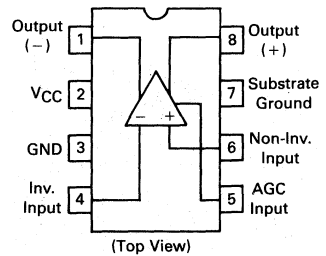 Output
(−)
1
8
Output
(+)
VCC
2
7
Substrate
Ground
GND
3
6
Non-Inv.
Input
Inv.
Input
4
5
AGC
Input
− +
(Top View)